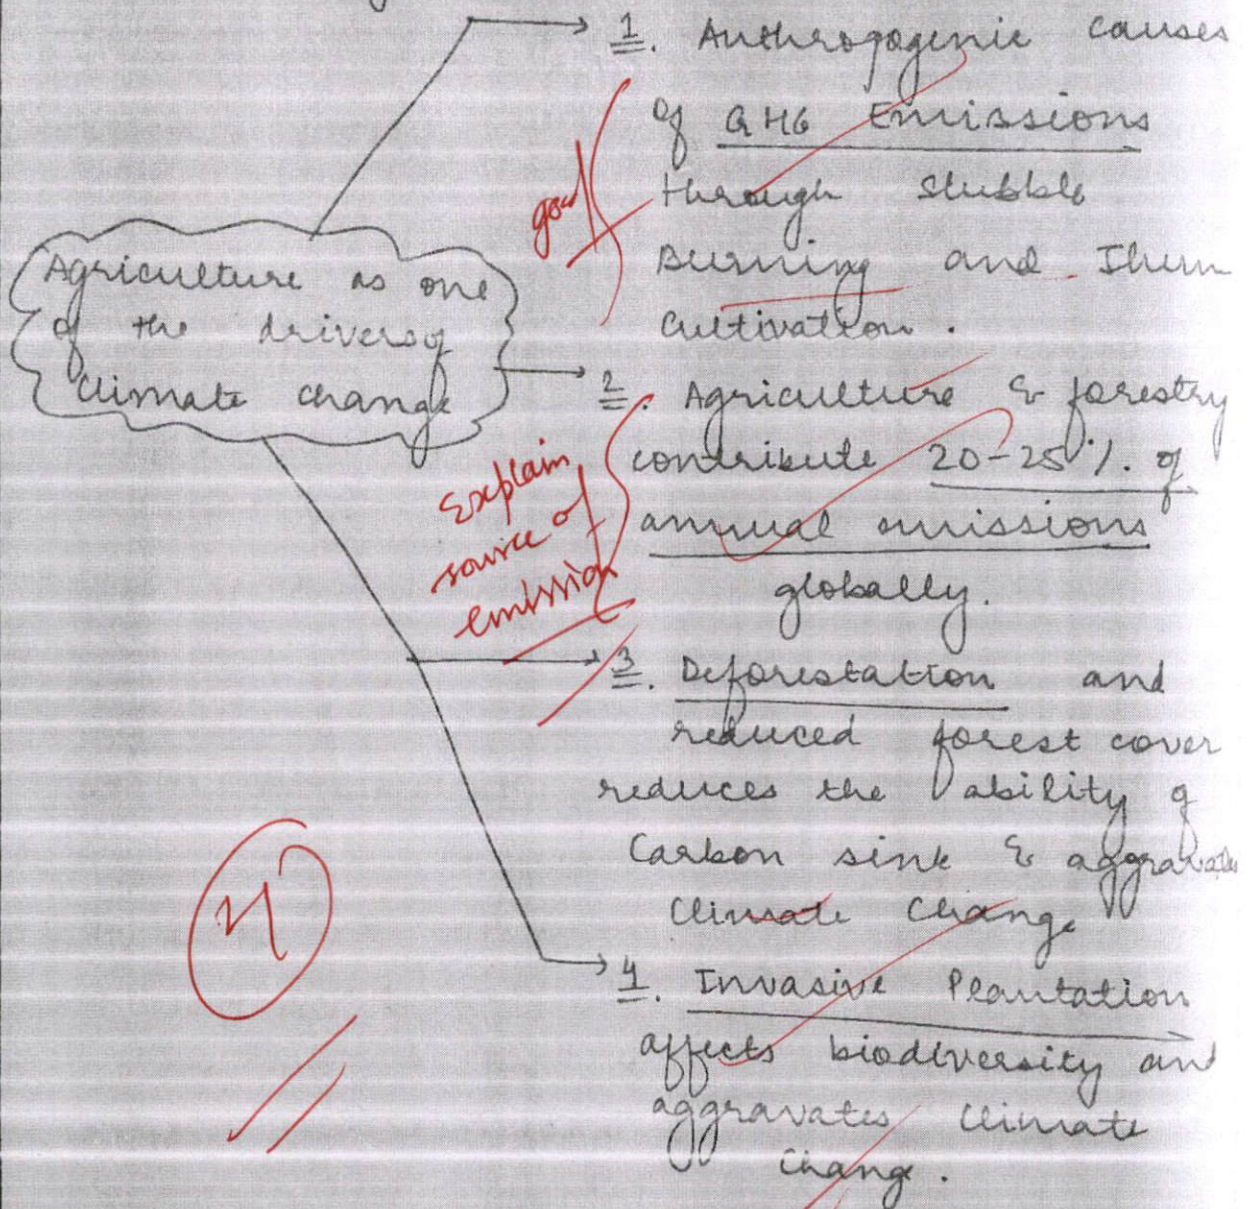 Agriculture as one
of the drivers of
Climate change
1. Anthropogenic causes
of GHG Emissions
through stubble
Burning and Jhum
Cultivation.
good
2. Agriculture & forestry
contribute 20-25%. of
annual emissions
globally.
Explain
source of
emission
3. Deforestation and
reduced forest cover
reduces the ability of
Carbon sink & aggravates
Climate Change
4. Invasive Plantation
affects biodiversity and
aggravates Climate
Change.